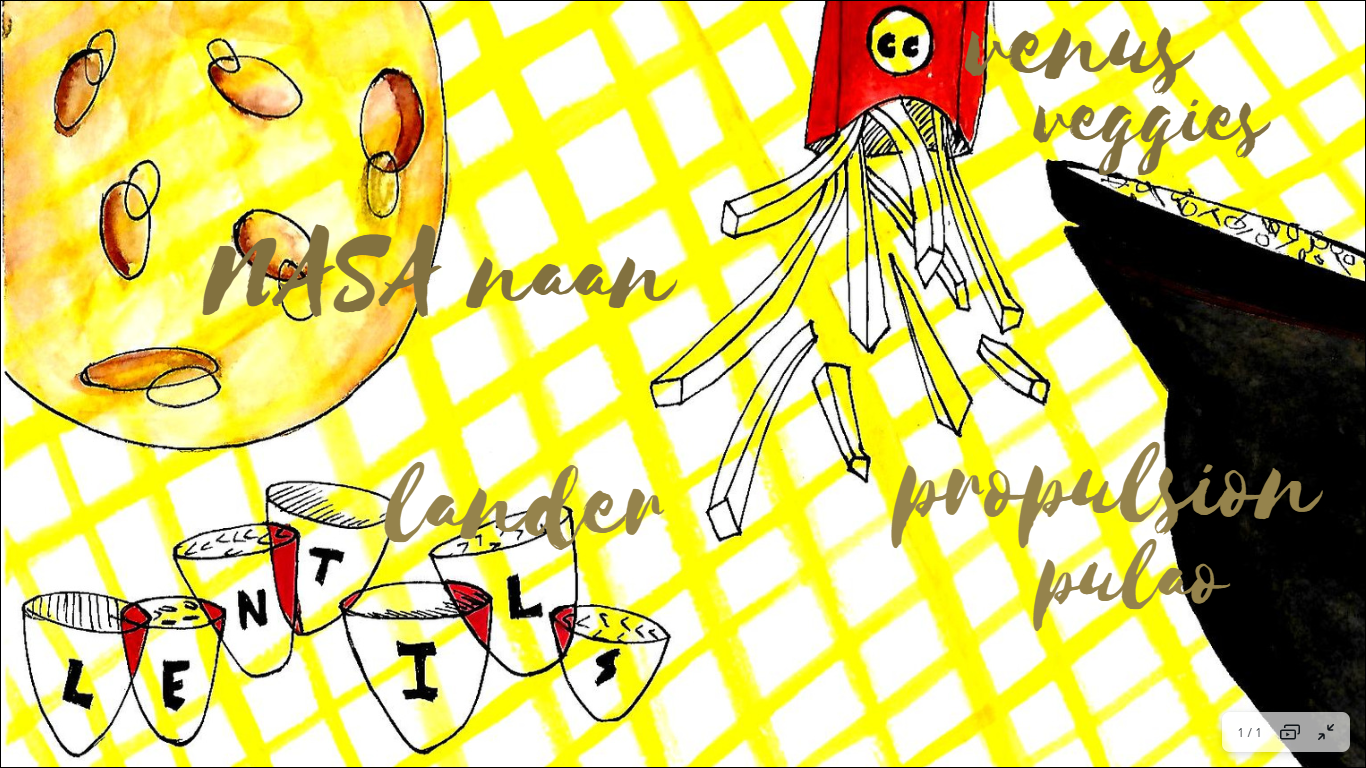 venus
veggies
NASA naan
lander
LENTILS
propulsion
pulao
1 / 1